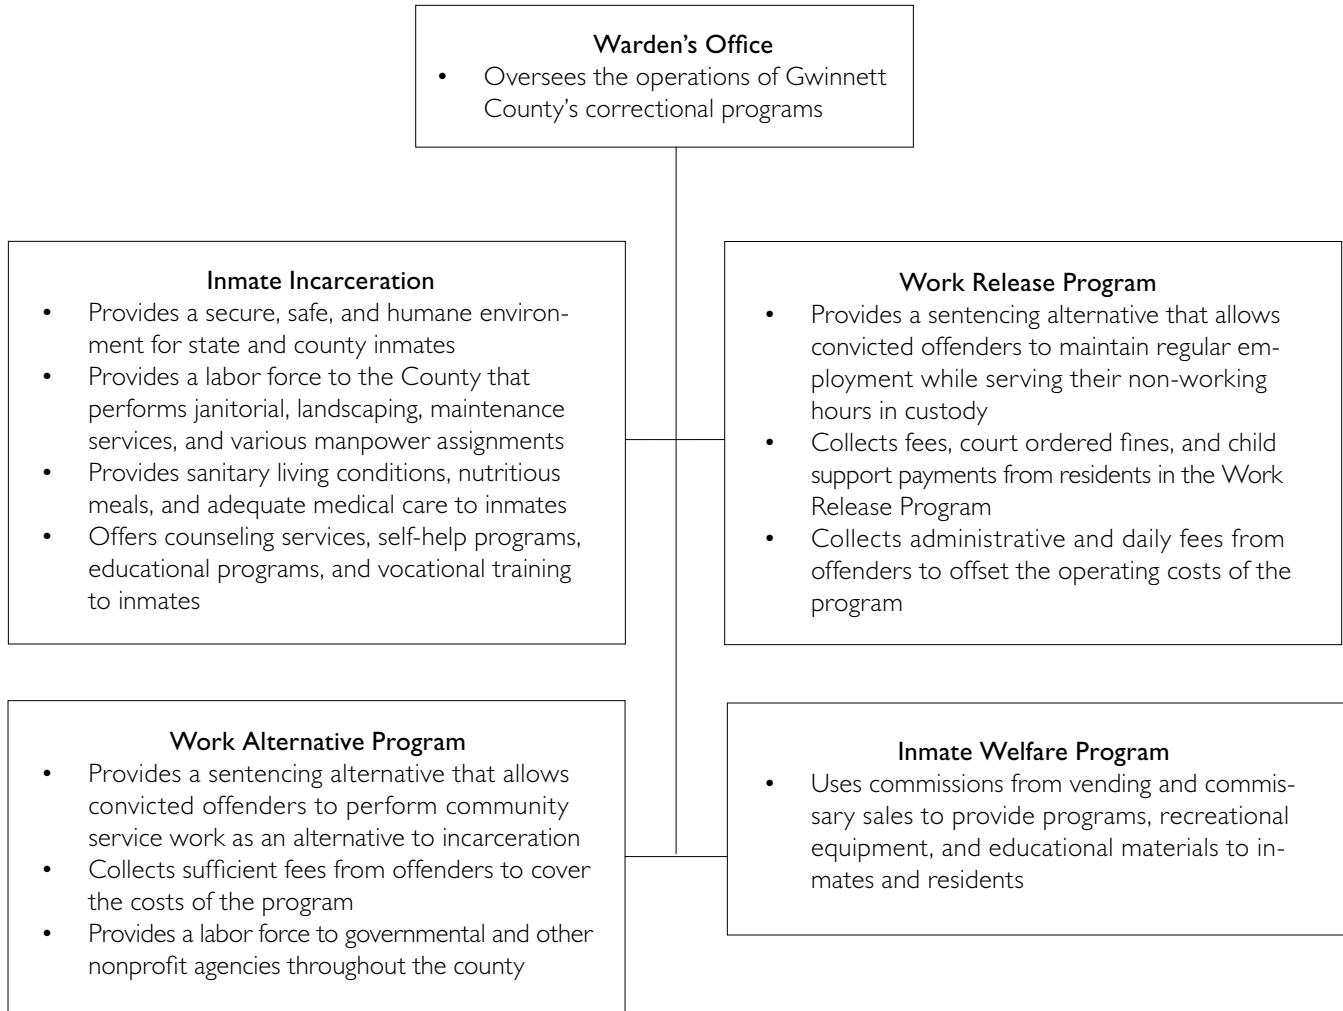 Warden's Office
• Oversees the operations of Gwinnett
County's correctional programs
Inmate Incarceration
• Provides a secure, safe, and humane environ-
ment for state and county inmates
• Provides a labor force to the County that
performs janitorial, landscaping, maintenance
services, and various manpower assignments
• Provides sanitary living conditions, nutritious
meals, and adequate medical care to inmates
• Offers counseling services, self-help programs,
educational programs, and vocational training
to inmates
Work Release Program
• Provides a sentencing alternative that allows
convicted offenders to maintain regular em-
ployment while serving their non-working
hours in custody
• Collects fees, court ordered fines, and child
support payments from residents in the Work
Release Program
• Collects administrative and daily fees from
offenders to offset the operating costs of the
program
Work Alternative Program
• Provides a sentencing alternative that allows
convicted offenders to perform community
service work as an alternative to incarceration
• Collects sufficient fees from offenders to cover
the costs of the program
• Provides a labor force to governmental and other
nonprofit agencies throughout the county
Inmate Welfare Program
• Uses commissions from vending and commis-
sary sales to provide programs, recreational
equipment, and educational materials to in-
mates and residents